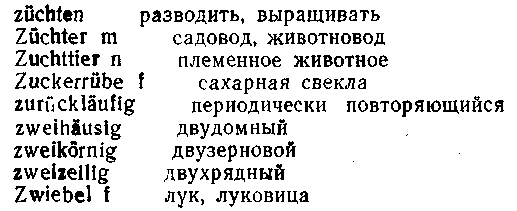 züchten разводить, выращивать
Züchter m садовод, животновод
Zuchttier n племенное животное
Zuckerrübe f сахарная свекла
zurückläufig периодически повторяющийся
zweihäusig двудомный
zweikörnig двузерновой
zweizeilig двухрядный
Zwiebel f лук, луковица